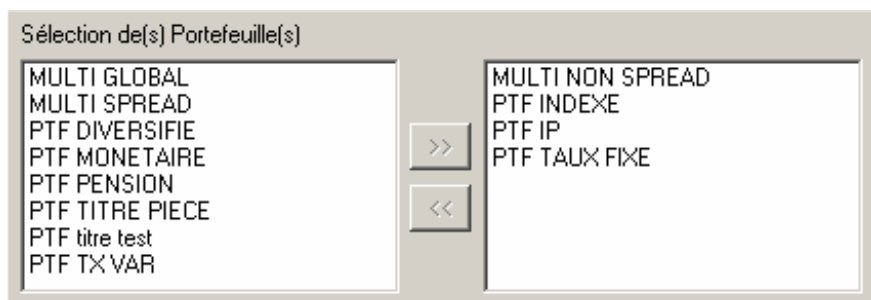 Sélection de(s) Portefeuille(s)
MULTI GLOBAL
MULTI SPREAD
PTF DIVERSIFIE
PTF MONETAIRE
PTF PENSION
PTF TITRE PIECE
PTF titre test
PTF TX VAR
>>
<<
MULTI NON SPREAD
PTF INDEXE
PTF IP
PTF TAUX FIXE